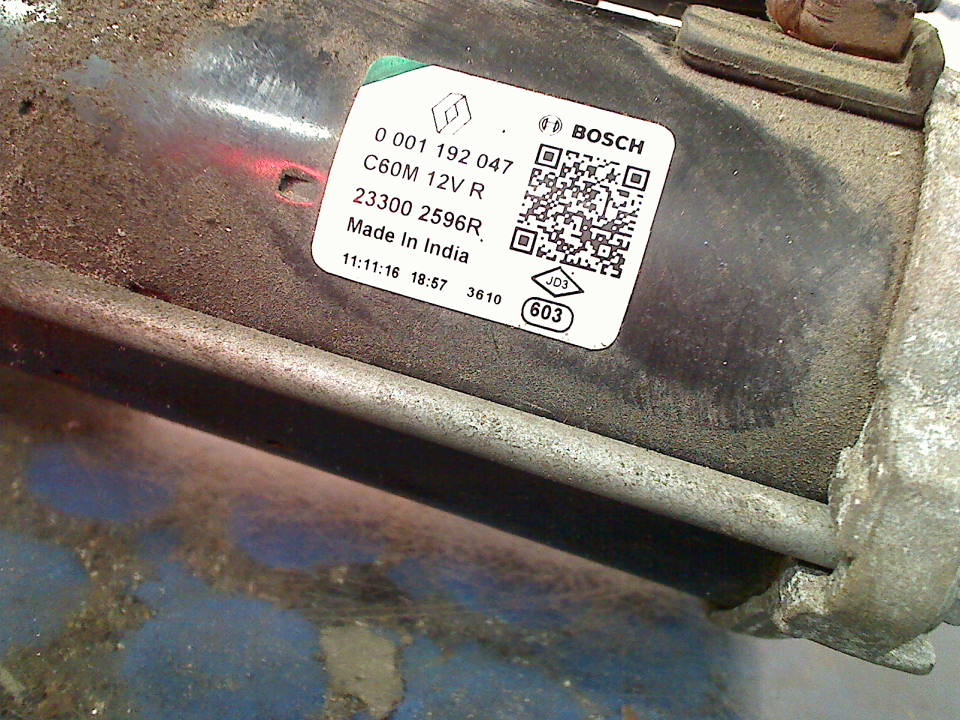 BOSCH
0 001 192 047
C60M 12V R
23300 2596R
Made In India
11:11:16 18:57 3610
JD3
603